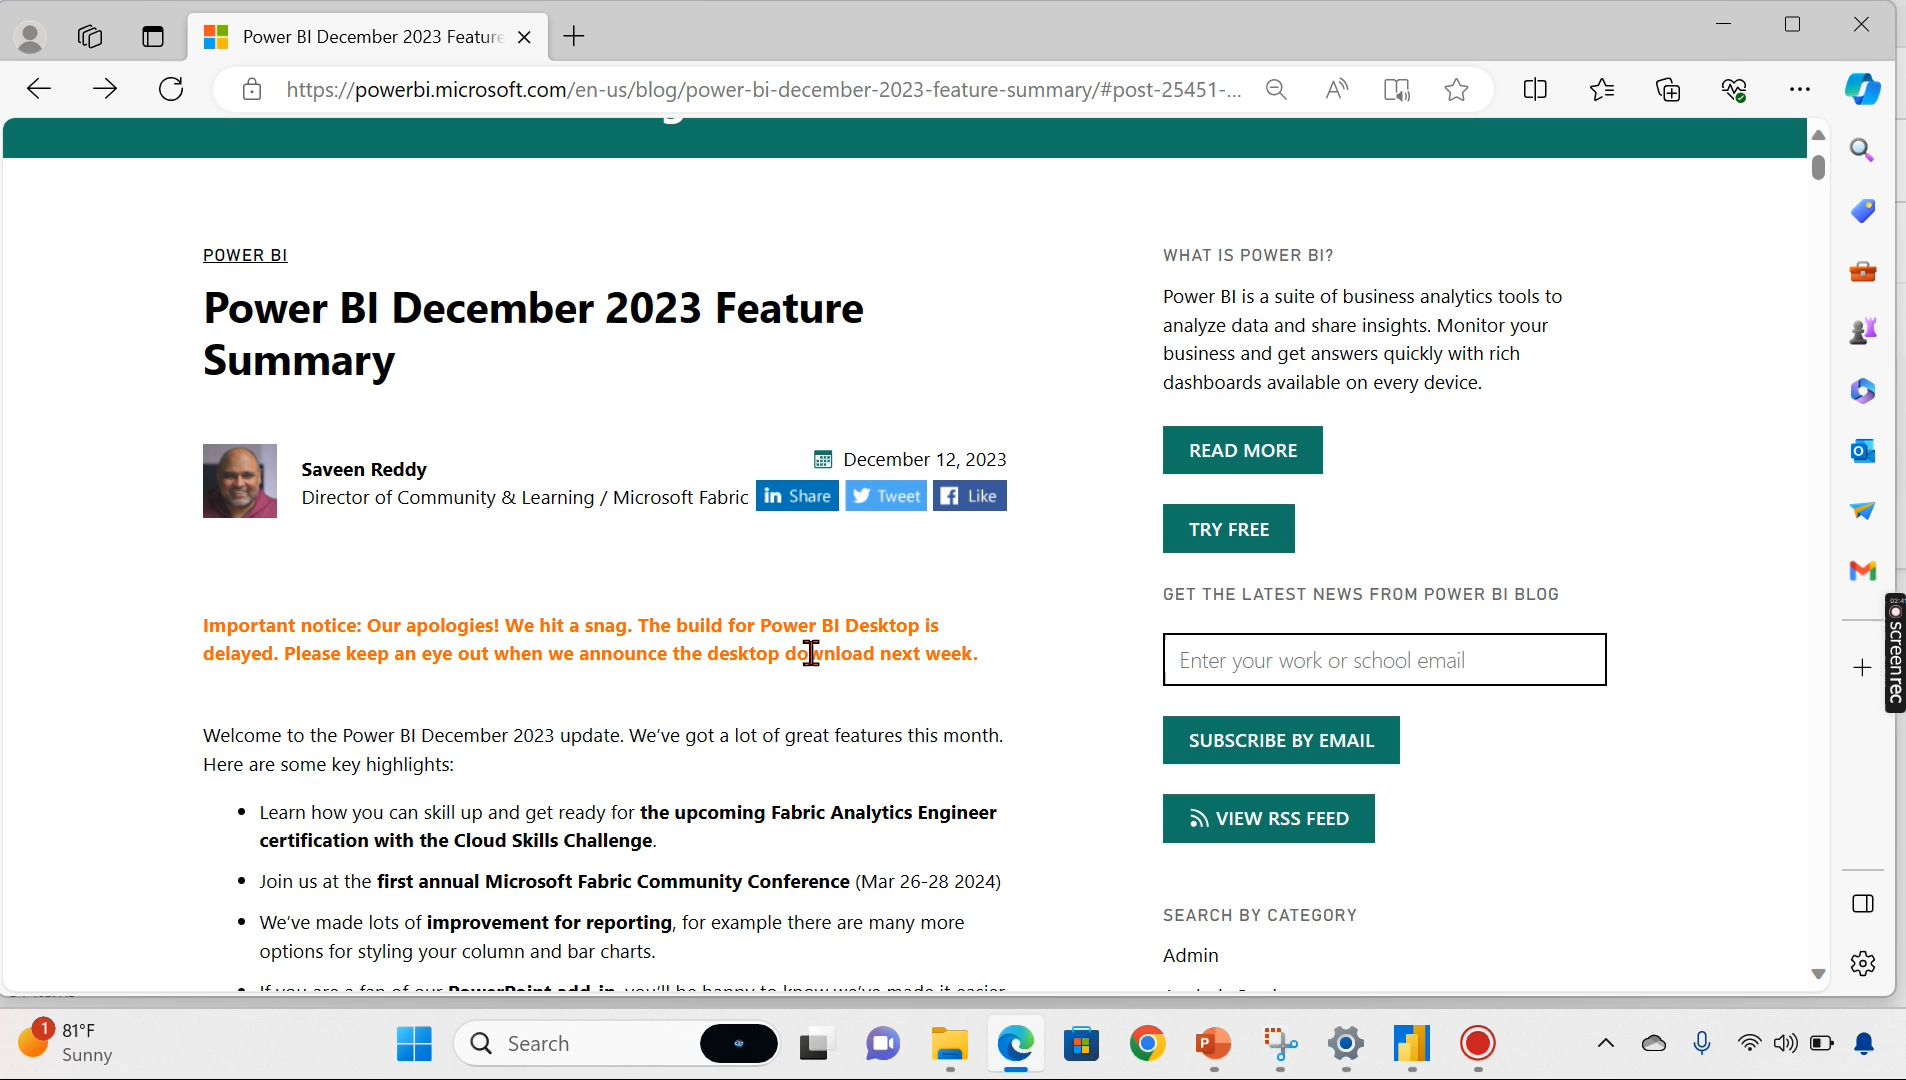 Power BI December 2023 Feature
https://powerbi.microsoft.com/en-us/blog/power-bi-december-2023-feature-summary/#post-25451-...
POWER BI
Power BI December 2023 Feature
Summary
Saveen Reddy
Director of Community & Learning / Microsoft Fabric
December 12, 2023
in Share
Tweet
Like
Important notice: Our apologies! We hit a snag. The build for Power BI Desktop is
delayed. Please keep an eye out when we announce the desktop download next week.
Welcome to the Power BI December 2023 update. We've got a lot of great features this month.
Here are some key highlights:
• Learn how you can skill up and get ready for the upcoming Fabric Analytics Engineer
certification with the Cloud Skills Challenge.
• Join us at the first annual Microsoft Fabric Community Conference (Mar 26-28 2024)
• We've made lots of improvement for reporting, for example there are many more
options for styling your column and bar charts.
WHAT IS POWER BI?
Power BI is a suite of business analytics tools to
analyze data and share insights. Monitor your
business and get answers quickly with rich
dashboards available on every device.
READ MORE
TRY FREE
GET THE LATEST NEWS FROM POWER BI BLOG
Enter your work or school email
SUBSCRIBE BY EMAIL
VIEW RSS FEED
SEARCH BY CATEGORY
Admin
screenrec
1
81°F
Sunny
Search